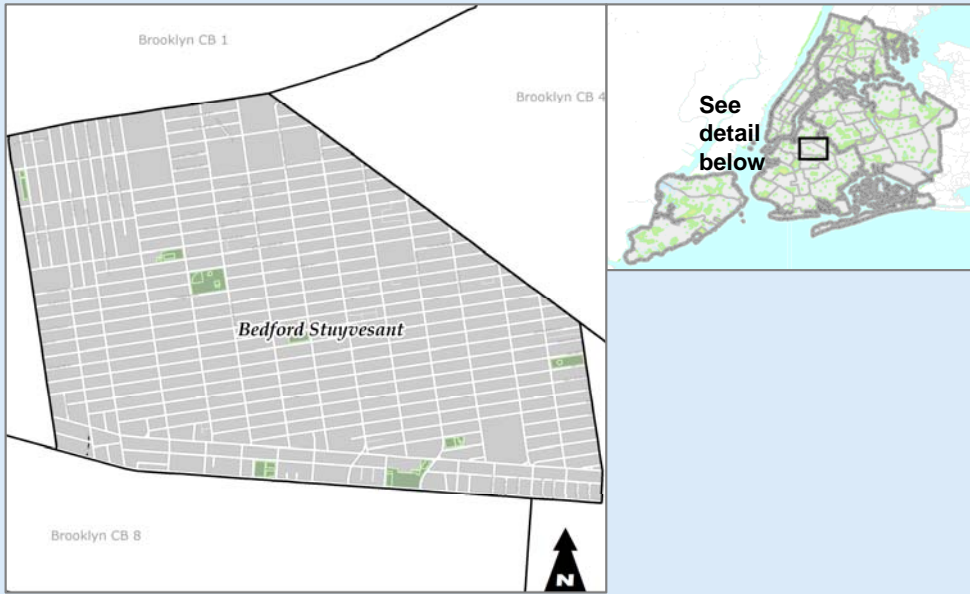 Brooklyn CB 1
Brooklyn CB 4
See
detail
below
Bedford Stuyvesant
Brooklyn CB 8
N